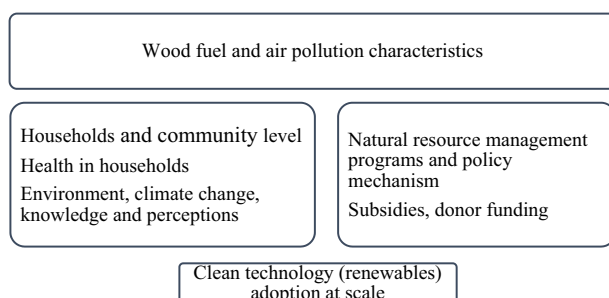 Wood fuel and air pollution characteristics
Households and community level
Health in households
Environment, climate change,
knowledge and perceptions
Natural resource management
programs and policy
mechanism
Subsidies, donor funding
Clean technology (renewables)
adoption at scale